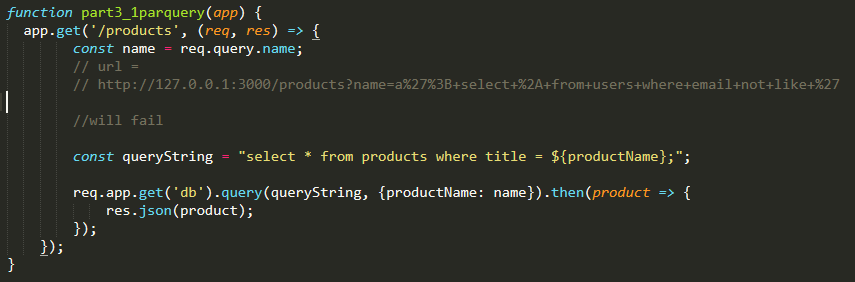 function part3_1parquery(app) {
app.get('/products', (req, res) => {
const name = req.query.name;
// url =
// http://127.0.0.1:3000/products?name=a%27%3B+select+%2A+from+users+where+email+not+like+%27
//will fail
const queryString = "select * from products where title = ${productName};";
req.app.get('db').query(queryString, {productName: name}).then(product => {
res.json(product);
});
});
}